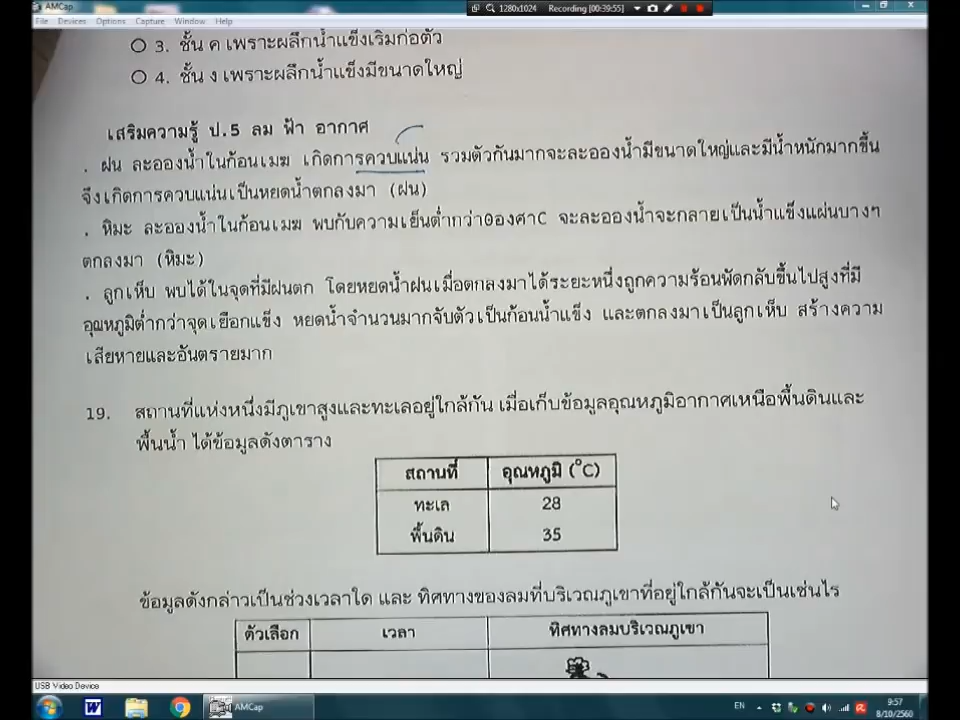 AMCap
1280x1024 Recording [00:39:55]
File Devices Options Capture Window Help
3. ชั้น ค เพราะผลึกน้ำแข็งเริ่มก่อตัว
4. ชั้น ง เพราะผลึกน้ำแข็งมีขนาดใหญ่
เสริมความรู้ ป.5 ลม ฟ้า อากาศ
. ฝน ละอองน้ำในก้อนเมฆ เกิดการควบแน่น รวมตัวกันมากจะละอองน้ำมีขนาดใหญ่และมีน้ำหนักมากขึ้น
จึงเกิดการควบแน่นเป็นหยดน้ำตกลงมา (ฝน)
. หิมะ ละอองน้ำในก้อนเมฆ พบกับความเย็นต่ำกว่า0องศาC จะละอองน้ำจะกลายเป็นน้ำแข็งแผ่นบางๆ
ตกลงมา (หิมะ)
. ลูกเห็บ พบได้ในจุดที่มีฝนตก โดยหยดน้ำฝนเมื่อตกลงมาได้ระยะหนึ่งถูกความร้อนพัดกลับขึ้นไปสูงที่มี
อุณหภูมิต่ำกว่าจุดเยือกแข็ง หยดน้ำจำนวนมากจับตัวเป็นก้อนน้ำแข็ง และตกลงมาเป็นลูกเห็บ สร้างความ
เสียหายและอันตรายมาก
19. สถานที่แห่งหนึ่งมีภูเขาสูงและทะเลอยู่ใกล้กัน เมื่อเก็บข้อมูลอุณหภูมิอากาศเหนือพื้นดินและ
พื้นน้ำ ได้ข้อมูลดังตาราง
สถานที่ อุณหภูมิ (°C)
ทะเล 28
พื้นดิน 35
ข้อมูลดังกล่าวเป็นช่วงเวลาใด และ ทิศทางของลมที่บริเวณภูเขาที่อยู่ใกล้กันจะเป็นเช่นไร
ตัวเลือก เวลา ทิศทางลมบริเวณภูเขา
USB Video Device
AMCap
EN
9:57
8/10/2560